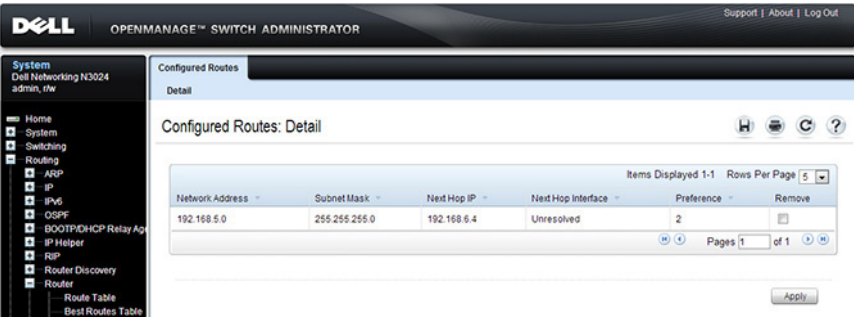 Support | About | Log Out
DELL OPENMANAGE™ SWITCH ADMINISTRATOR
System
Dell Networking N3024
admin, r/w
Home
System
Switching
Routing
ARP
IP
IPv6
OSPF
BOOTP/DHCP Relay Age
IP Helper
RIP
Router Discovery
Router
Route Table
Best Routes Table
Configured Routes
Detail
Configured Routes: Detail
Items Displayed 1-1 Rows Per Page 5
Network Address Subnet Mask Next Hop IP Next Hop Interface Preference Remove
192.168.5.0 255.255.255.0 192.168.6.4 Unresolved 2
Pages 1 of 1
Apply